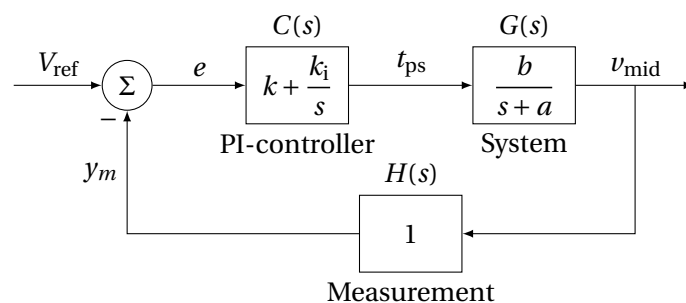 C(s)
G(s)
V_ref
Σ
e
k + k_i/s
t_ps
b/(s + a)
v_mid
−
PI-controller
System
y_m
H(s)
1
Measurement